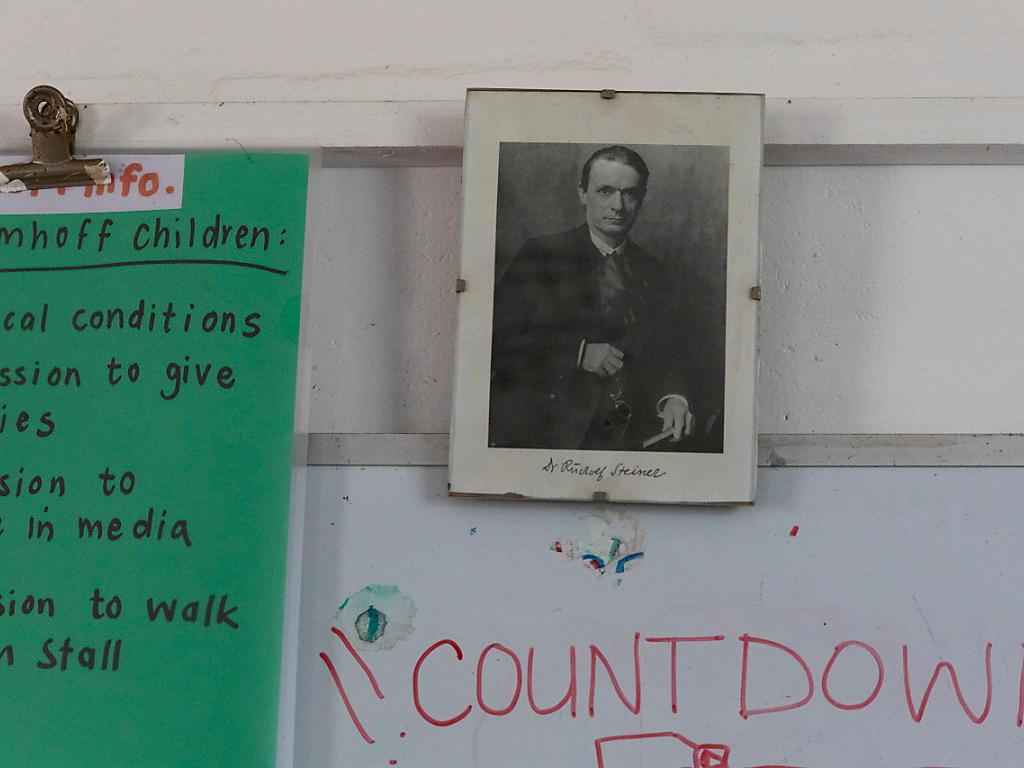 info.
mhoff children:
cal conditions
ssion to give
ies
sion to
e in media
sion to walk
n stall
Dr Rudolf Steiner
COUNTDOWN